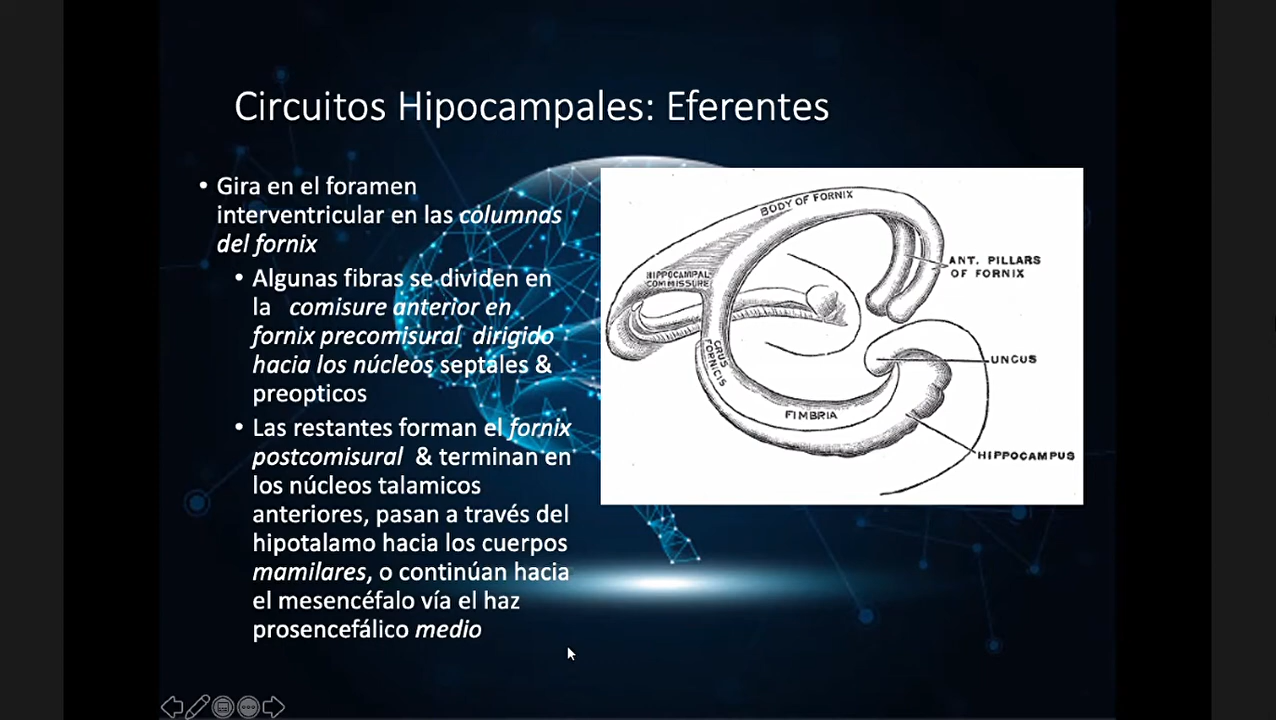 Circuitos Hipocampales: Eferentes
• Gira en el foramen
interventricular en las columnas
del fornix
• Algunas fibras se dividen en
la comisure anterior en
fornix precomisural dirigido
hacia los núcleos septales &
preopticos
• Las restantes forman el fornix
postcomisural & terminan en
los núcleos talamicos
anteriores, pasan a través del
hipotalamo hacia los cuerpos
mamilares, o continúan hacia
el mesencéfalo vía el haz
prosencefálico medio
BODY OF FORNIX
ANT. PILLARS
OF FORNIX
HIPPOCAMPAL
COMMISSURE
CRUS
FORNICIS
UNCUS
FIMBRIA
HIPPOCAMPUS